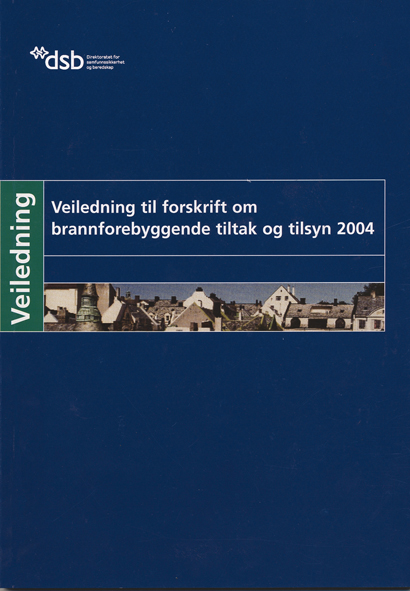 dsb
Direktoratet for
samfunnssikkerhet
og beredskap
Veiledning
Veiledning til forskrift om
brannforebyggende tiltak og tilsyn 2004